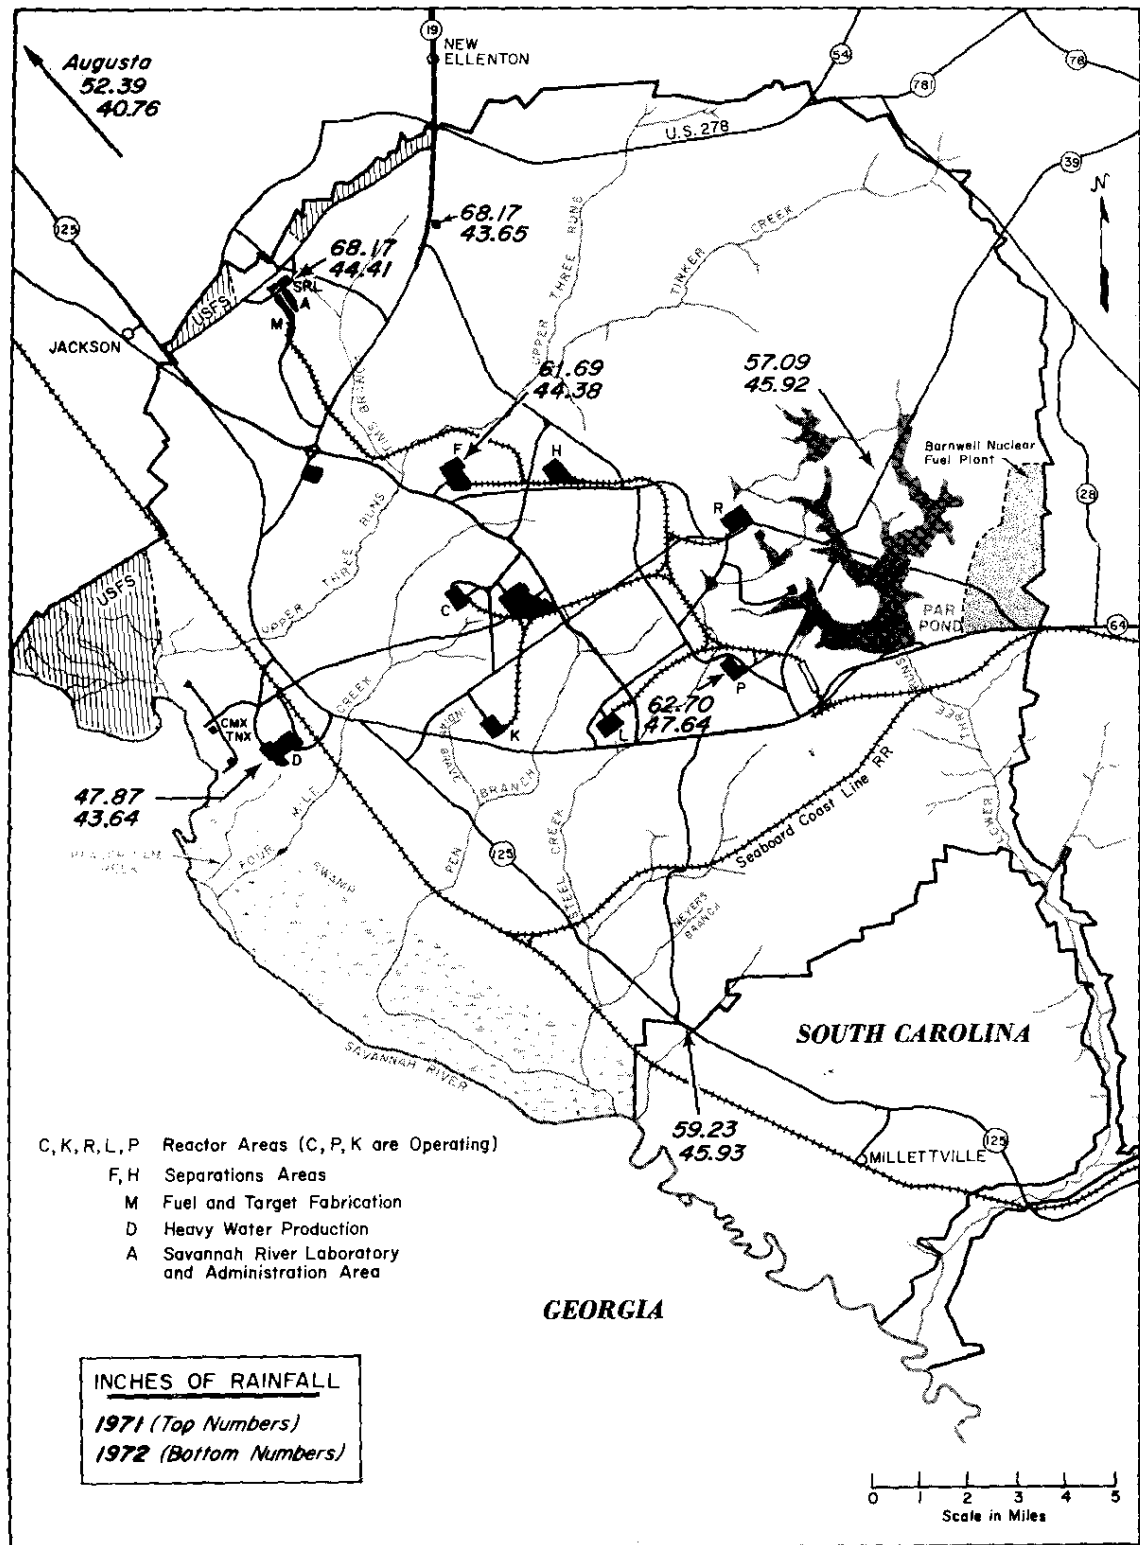 19
NEW
ELLENTON
54
78
781
Augusta
52.39
40.76
U.S. 278
39
N
125
68.17
43.65
68.17
44.41
SRL
A
M
USFS
JACKSON
UPPER THREE RUNS
TINKER CREEK
TIMS BRANCH
61.69
44.38
57.09
45.92
F
H
Barnwell Nuclear
Fuel Plant
28
R
UPPER THREE RUNS
USFS
C
PAR
POND
64
P
62.70
47.64
CMX
TNX
D
K
L
47.87
43.64
FOUR MILE CREEK
PEN BRANCH
STEEL CREEK
LOWER THREE RUNS
Seaboard Coast Line RR
125
SWAMP
MEYERS
BRANCH
SAVANNAH RIVER
SOUTH CAROLINA
59.23
45.93
125
MILLETTVILLE
C, K, R, L, P Reactor Areas (C, P, K are Operating)
F, H Separations Areas
M Fuel and Target Fabrication
D Heavy Water Production
A Savannah River Laboratory
and Administration Area
GEORGIA
INCHES OF RAINFALL
1971 (Top Numbers)
1972 (Bottom Numbers)
0 1 2 3 4 5
Scale in Miles